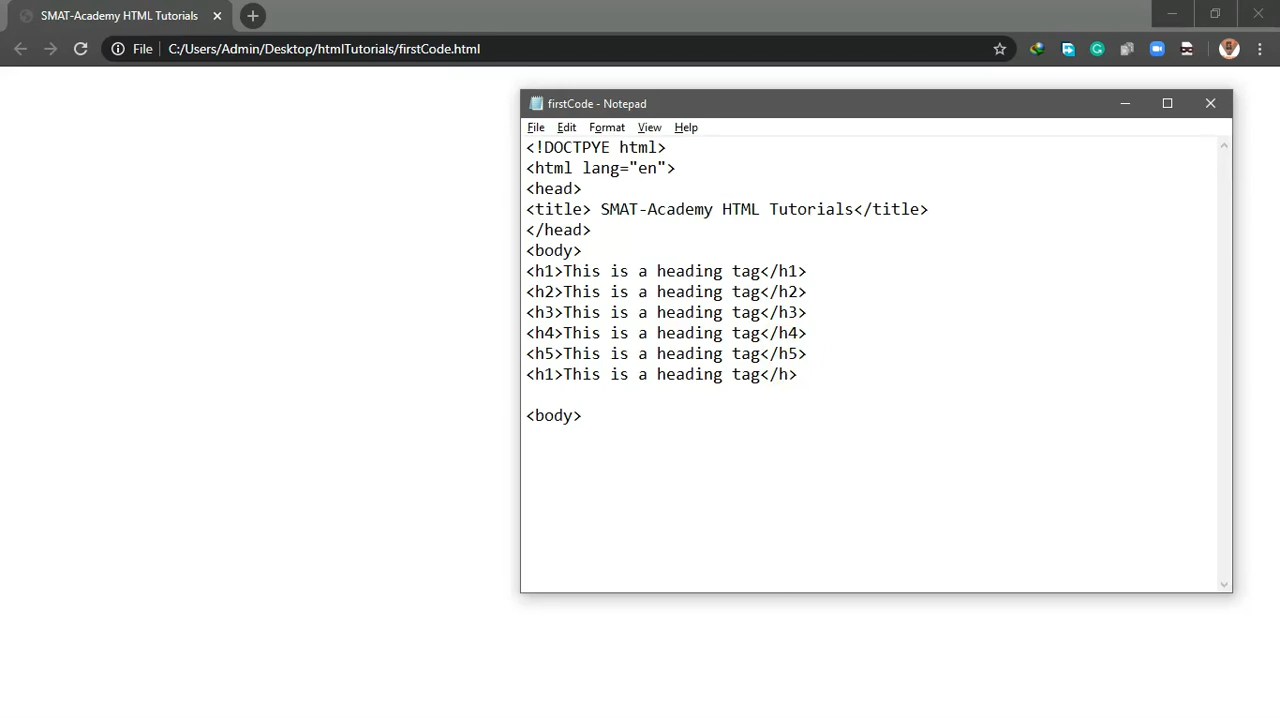 SMAT-Academy HTML Tutorials
File C:/Users/Admin/Desktop/htmlTutorials/firstCode.html
firstCode - Notepad
File Edit Format View Help
<!DOCTPYE html>
<html lang="en">
<head>
<title> SMAT-Academy HTML Tutorials</title>
</head>
<body>
<h1>This is a heading tag</h1>
<h2>This is a heading tag</h2>
<h3>This is a heading tag</h3>
<h4>This is a heading tag</h4>
<h5>This is a heading tag</h5>
<h1>This is a heading tag</h>
<body>